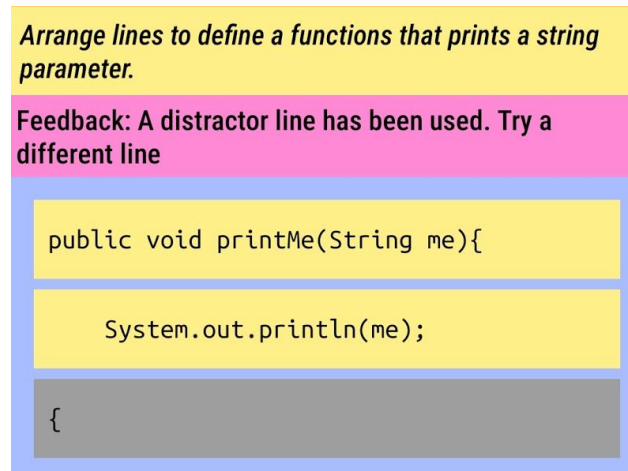 Arrange lines to define a functions that prints a string
parameter.
Feedback: A distractor line has been used. Try a
different line
public void printMe(String me){
    System.out.println(me);
{